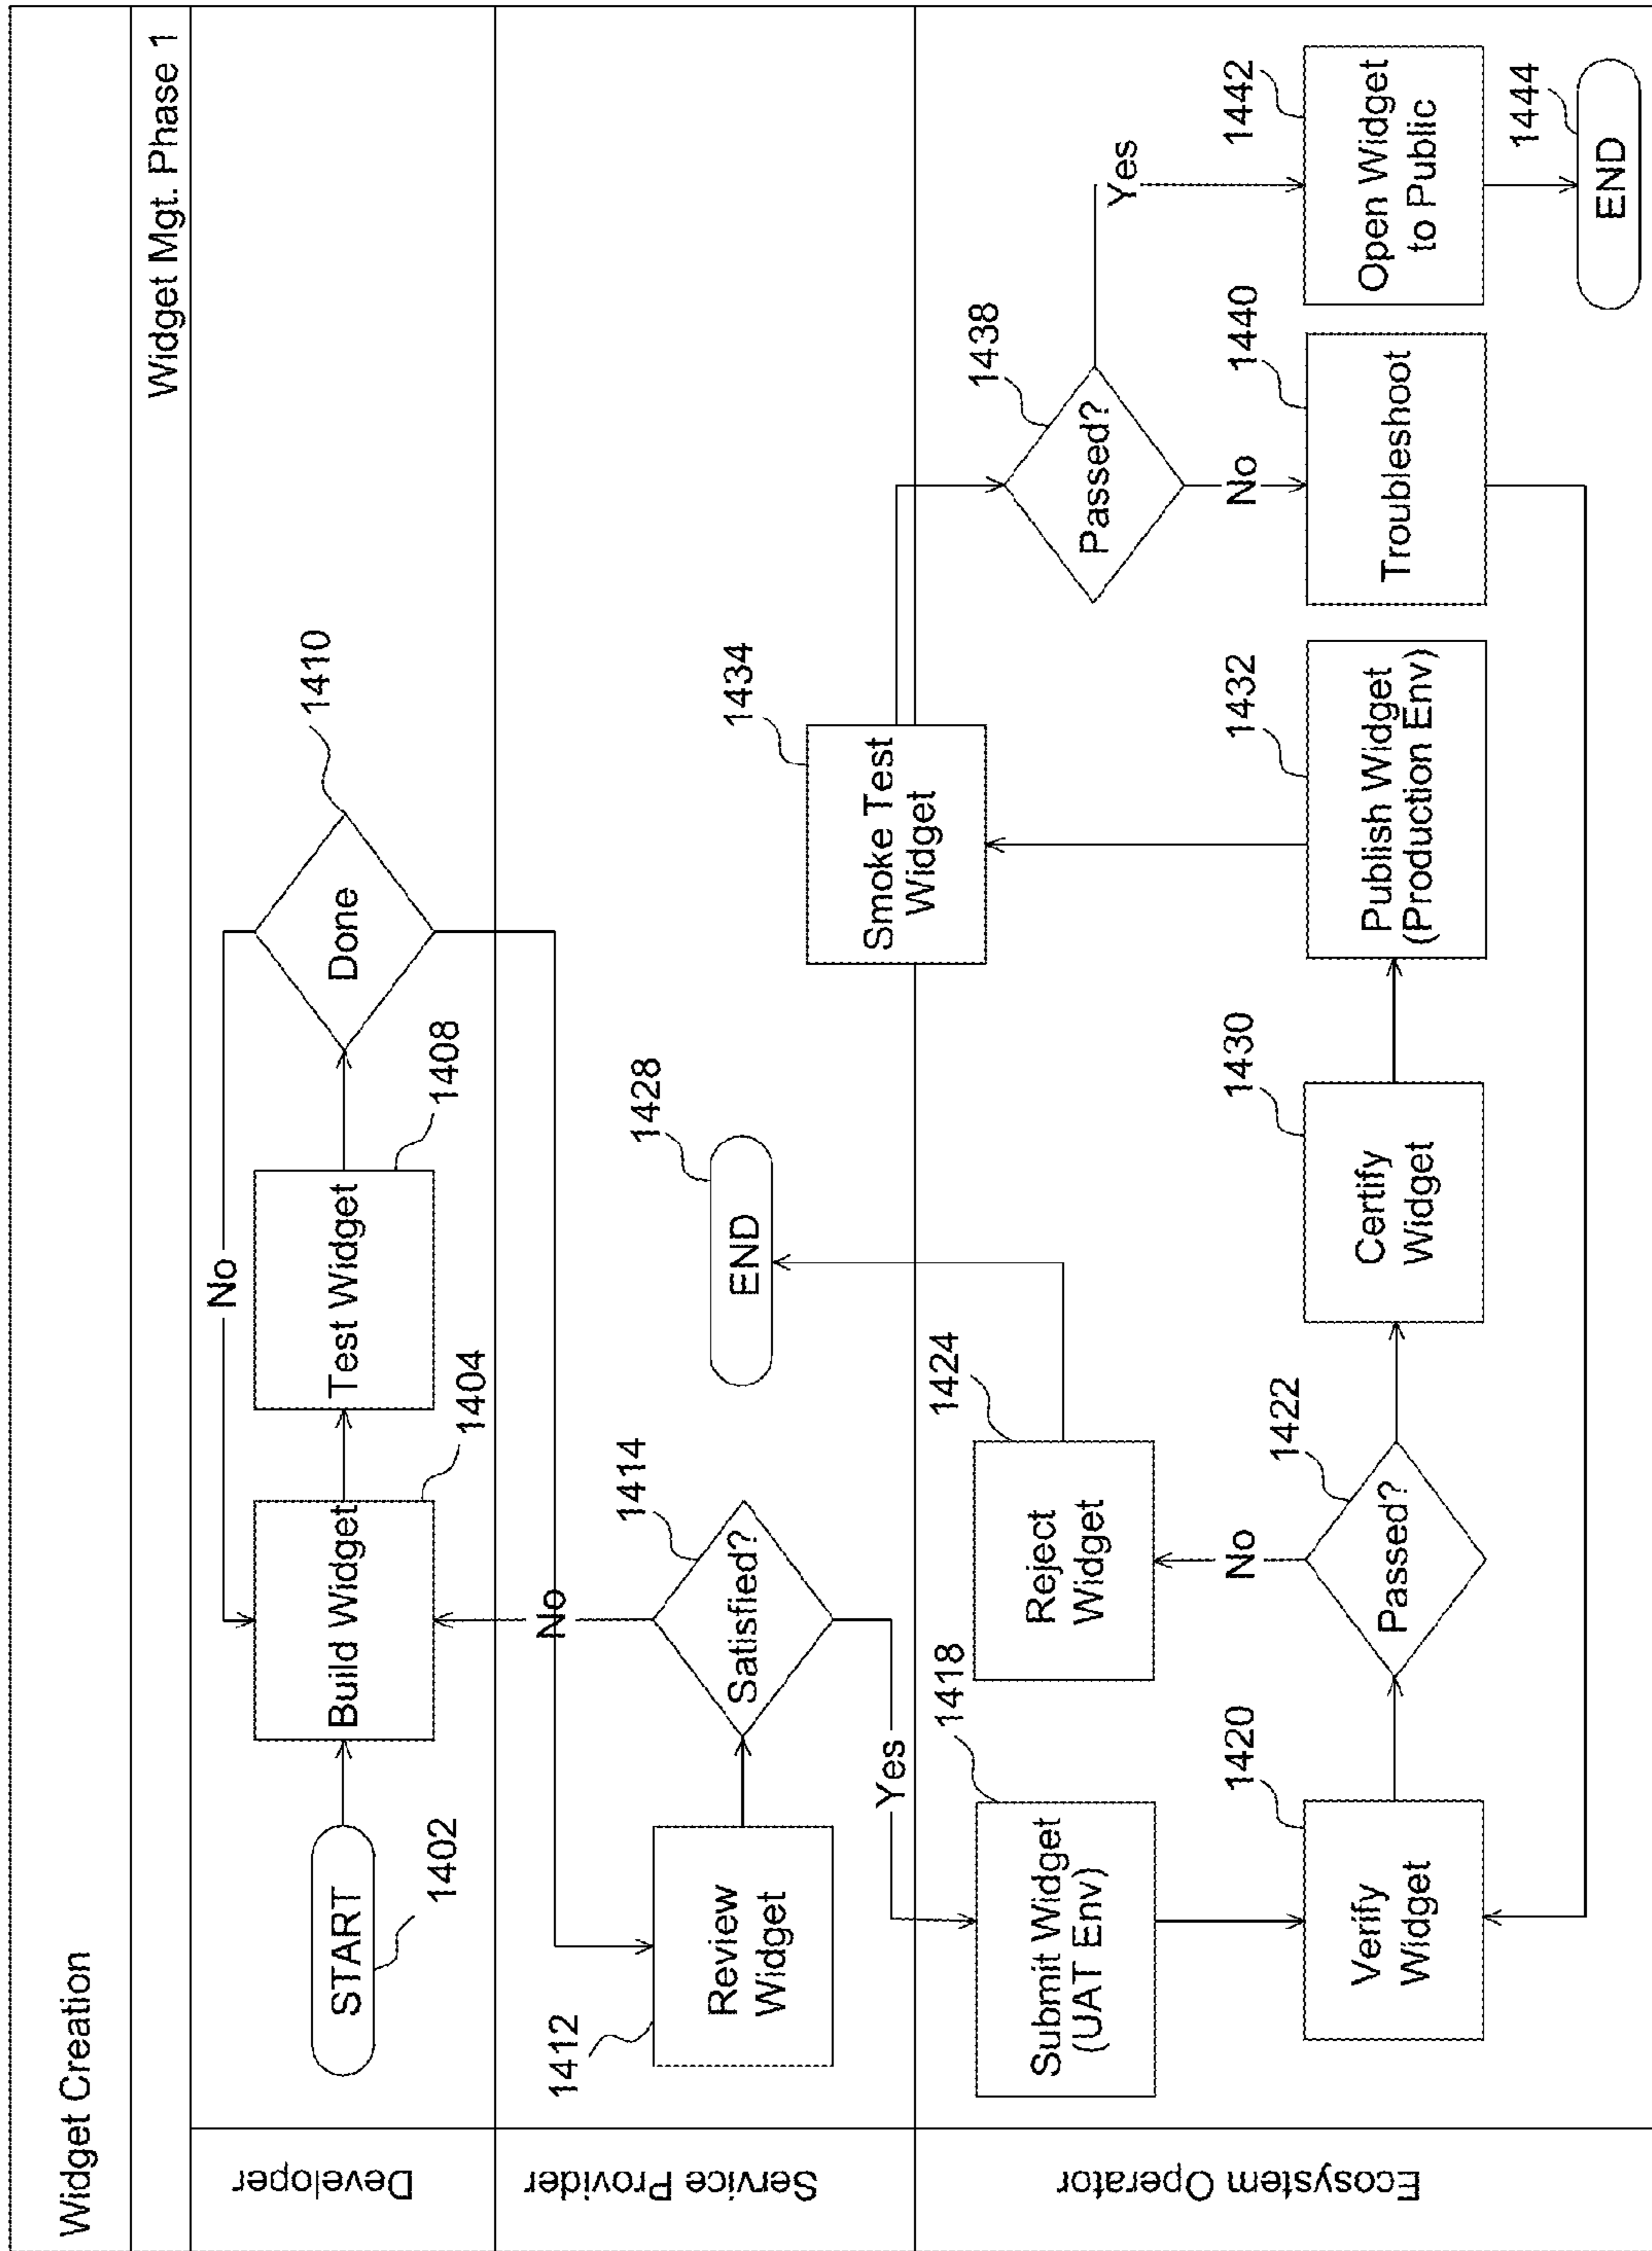 Widget Creation
Widget Mgt. Phase 1
Developer
START
1402
Build Widget
1404
Test Widget
1408
Done
1410
No
Service Provider
1412
Review
Widget
Satisfied?
1414
No
Yes
END
1428
Smoke Test
Widget
1434
Ecosystem Operator
Submit Widget
(UAT Env)
1418
Reject
Widget
1424
Verify
Widget
1420
Passed?
1422
No
Certify
Widget
1430
Publish Widget
(Production Env)
1432
Passed?
1438
No
Yes
Troubleshoot
1440
Open Widget
to Public
1442
END
1444